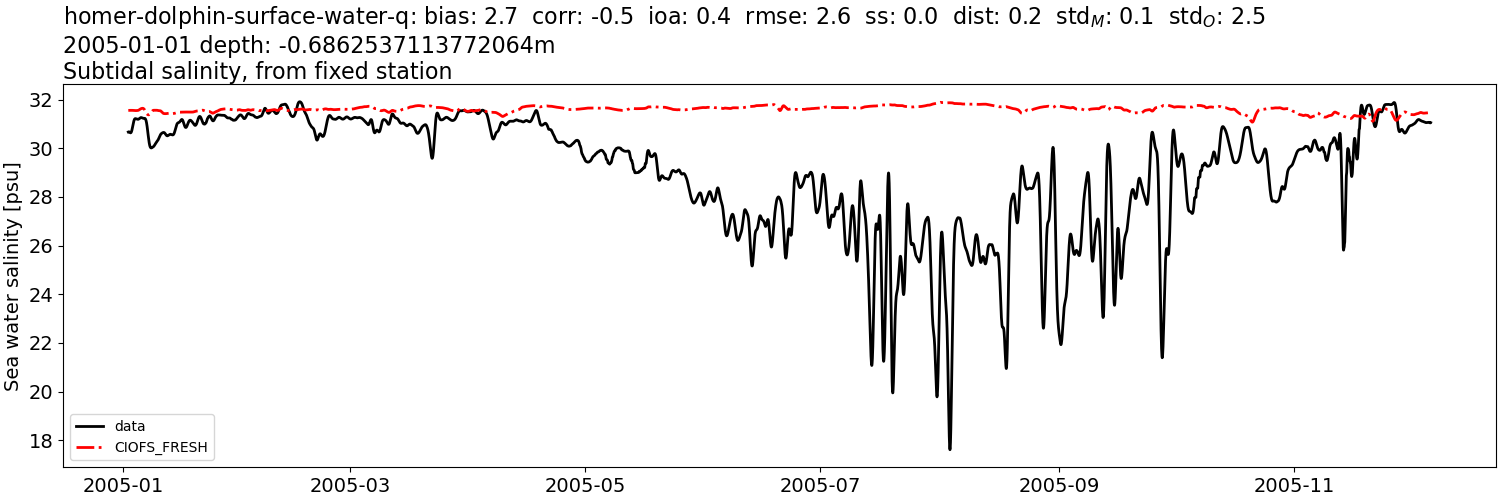 homer-dolphin-surface-water-q: bias: 2.7  corr: -0.5  ioa: 0.4  rmse: 2.6  ss: 0.0  dist: 0.2  std_M: 0.1  std_O: 2.5
2005-01-01 depth: -0.6862537113772064m
Subtidal salinity, from fixed station
Sea water salinity [psu]
32
30
28
26
24
22
20
18
data
CIOFS_FRESH
2005-01 2005-03 2005-05 2005-07 2005-09 2005-11